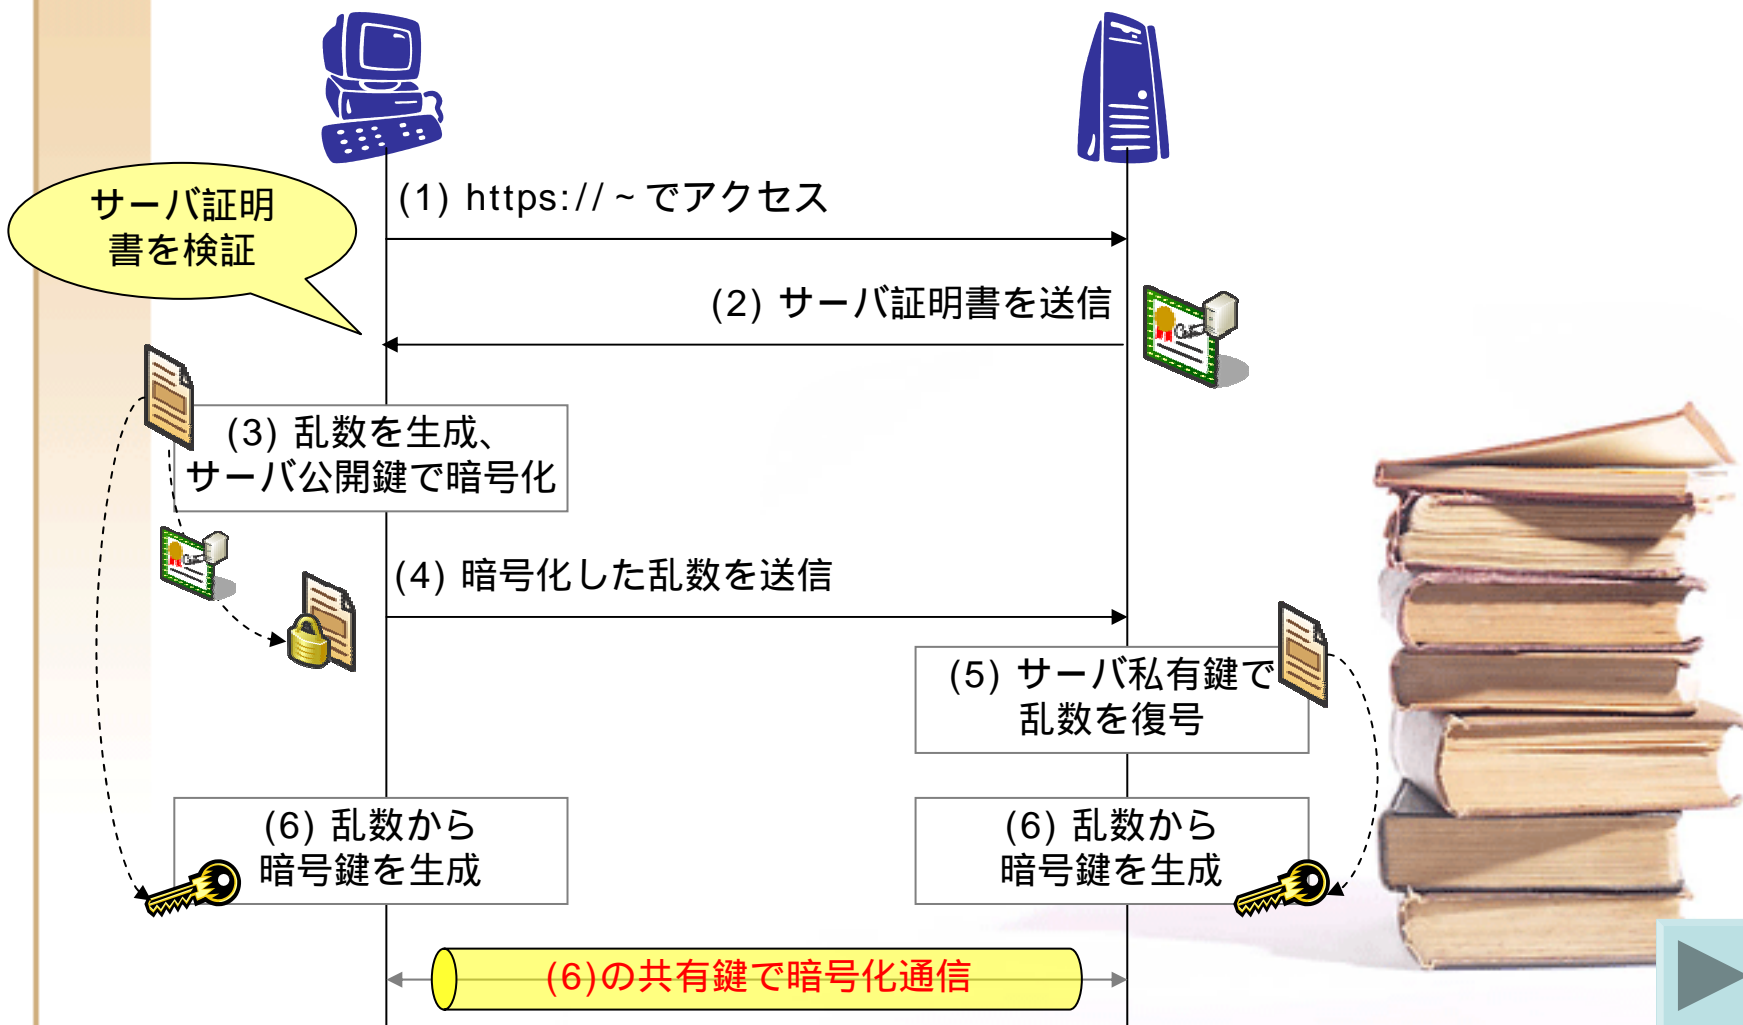 サーバ証明
書を検証
(1) https://~でアクセス
(2) サーバ証明書を送信
(3) 乱数を生成、
サーバ公開鍵で暗号化
(4) 暗号化した乱数を送信
(5) サーバ私有鍵で
乱数を復号
(6) 乱数から
暗号鍵を生成
(6) 乱数から
暗号鍵を生成
(6)の共有鍵で暗号化通信